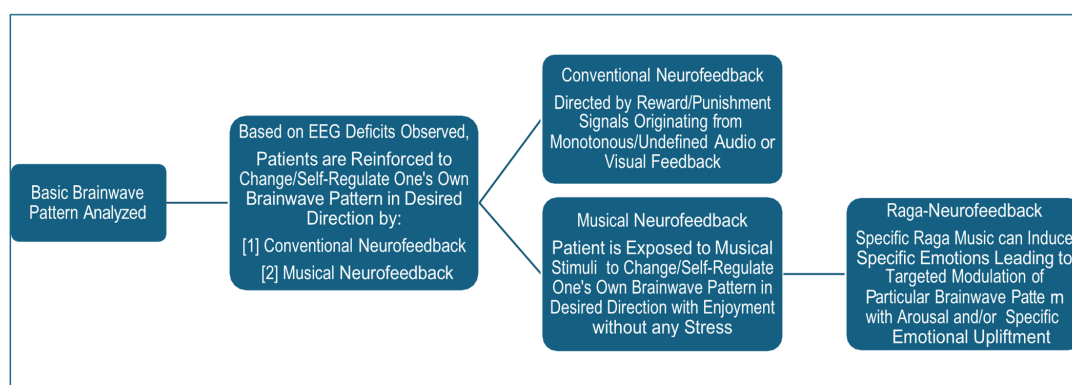 Basic Brainwave
Pattern Analyzed
Based on EEG Deficits Observed,
Patients are Reinforced to
Change/Self-Regulate One's Own
Brainwave Pattern in Desired
Direction by:
[1] Conventional Neurofeedback
[2] Musical Neurofeedback
Conventional Neurofeedback
Directed by Reward/Punishment
Signals Originating from
Monotonous/Undefined Audio or
Visual Feedback
Musical Neurofeedback
Patient is Exposed to Musical
Stimuli to Change/Self-Regulate
One's Own Brainwave Pattern in
Desired Direction with Enjoyment
without any Stress
Raga-Neurofeedback
Specific Raga Music can Induce
Specific Emotions Leading to
Targeted Modulation of
Particular Brainwave Patte rn
with Arousal and/or Specific
Emotional Upliftment